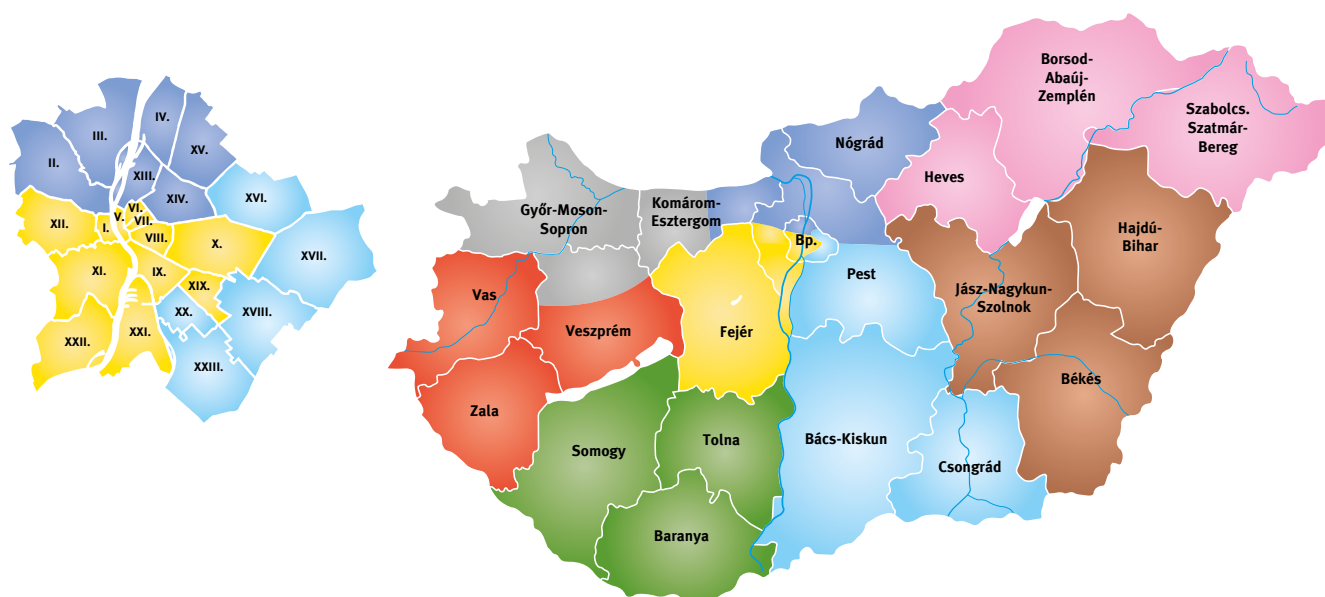 IV.
III.
XV.
II.
XIII.
XIV.
XVI.
VI.
V.
VII.
XII.
I.
VIII.
X.
XVII.
XI.
IX.
XIX.
XX.
XVIII.
XXI.
XXII.
XXIII.
Borsod-
Abaúj-
Zemplén
Szabolcs.
Szatmár-
Bereg
Nógrád
Heves
Győr-Moson-
Sopron
Komárom-
Esztergom
Hajdú-
Bihar
Bp.
Pest
Vas
Jász-Nagykun-
Szolnok
Veszprém
Fejér
Békés
Zala
Tolna
Bács-Kiskun
Somogy
Csongrád
Baranya